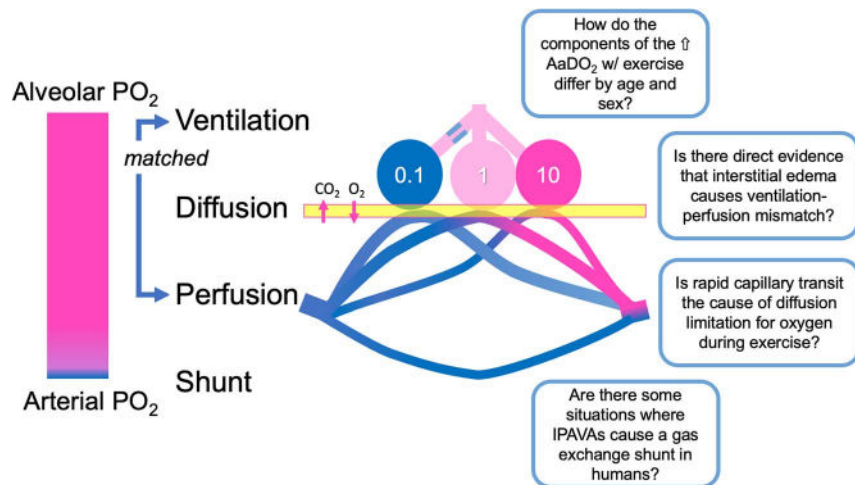 How do the
components of the ⇧
AaDO₂ w/ exercise
differ by age and
sex?
Alveolar PO₂
Ventilation
matched
0.1
1
10
Is there direct evidence
that interstitial edema
causes ventilation-
perfusion mismatch?
CO₂ O₂
Diffusion
Perfusion
Is rapid capillary transit
the cause of diffusion
limitation for oxygen
during exercise?
Shunt
Arterial PO₂
Are there some
situations where
IPAVAs cause a gas
exchange shunt in
humans?